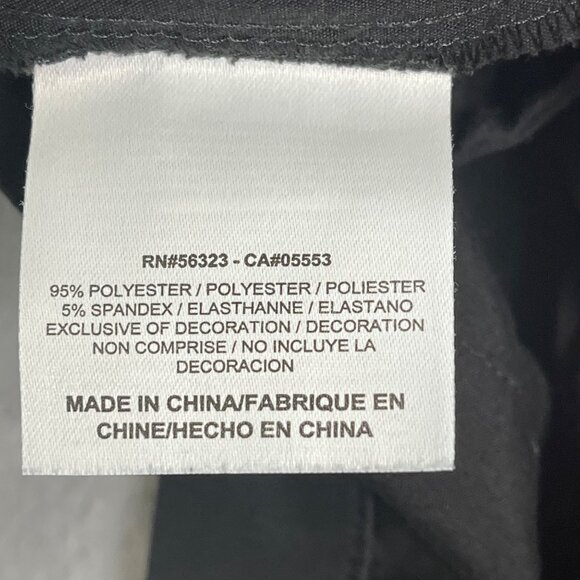 RN#56323 - CA#05553
95% POLYESTER / POLYESTER / POLIESTER
5% SPANDEX / ELASTHANNE / ELASTANO
EXCLUSIVE OF DECORATION / DECORATION
NON COMPRISE / NO INCLUYE LA
DECORACION
MADE IN CHINA/FABRIQUE EN
CHINE/HECHO EN CHINA